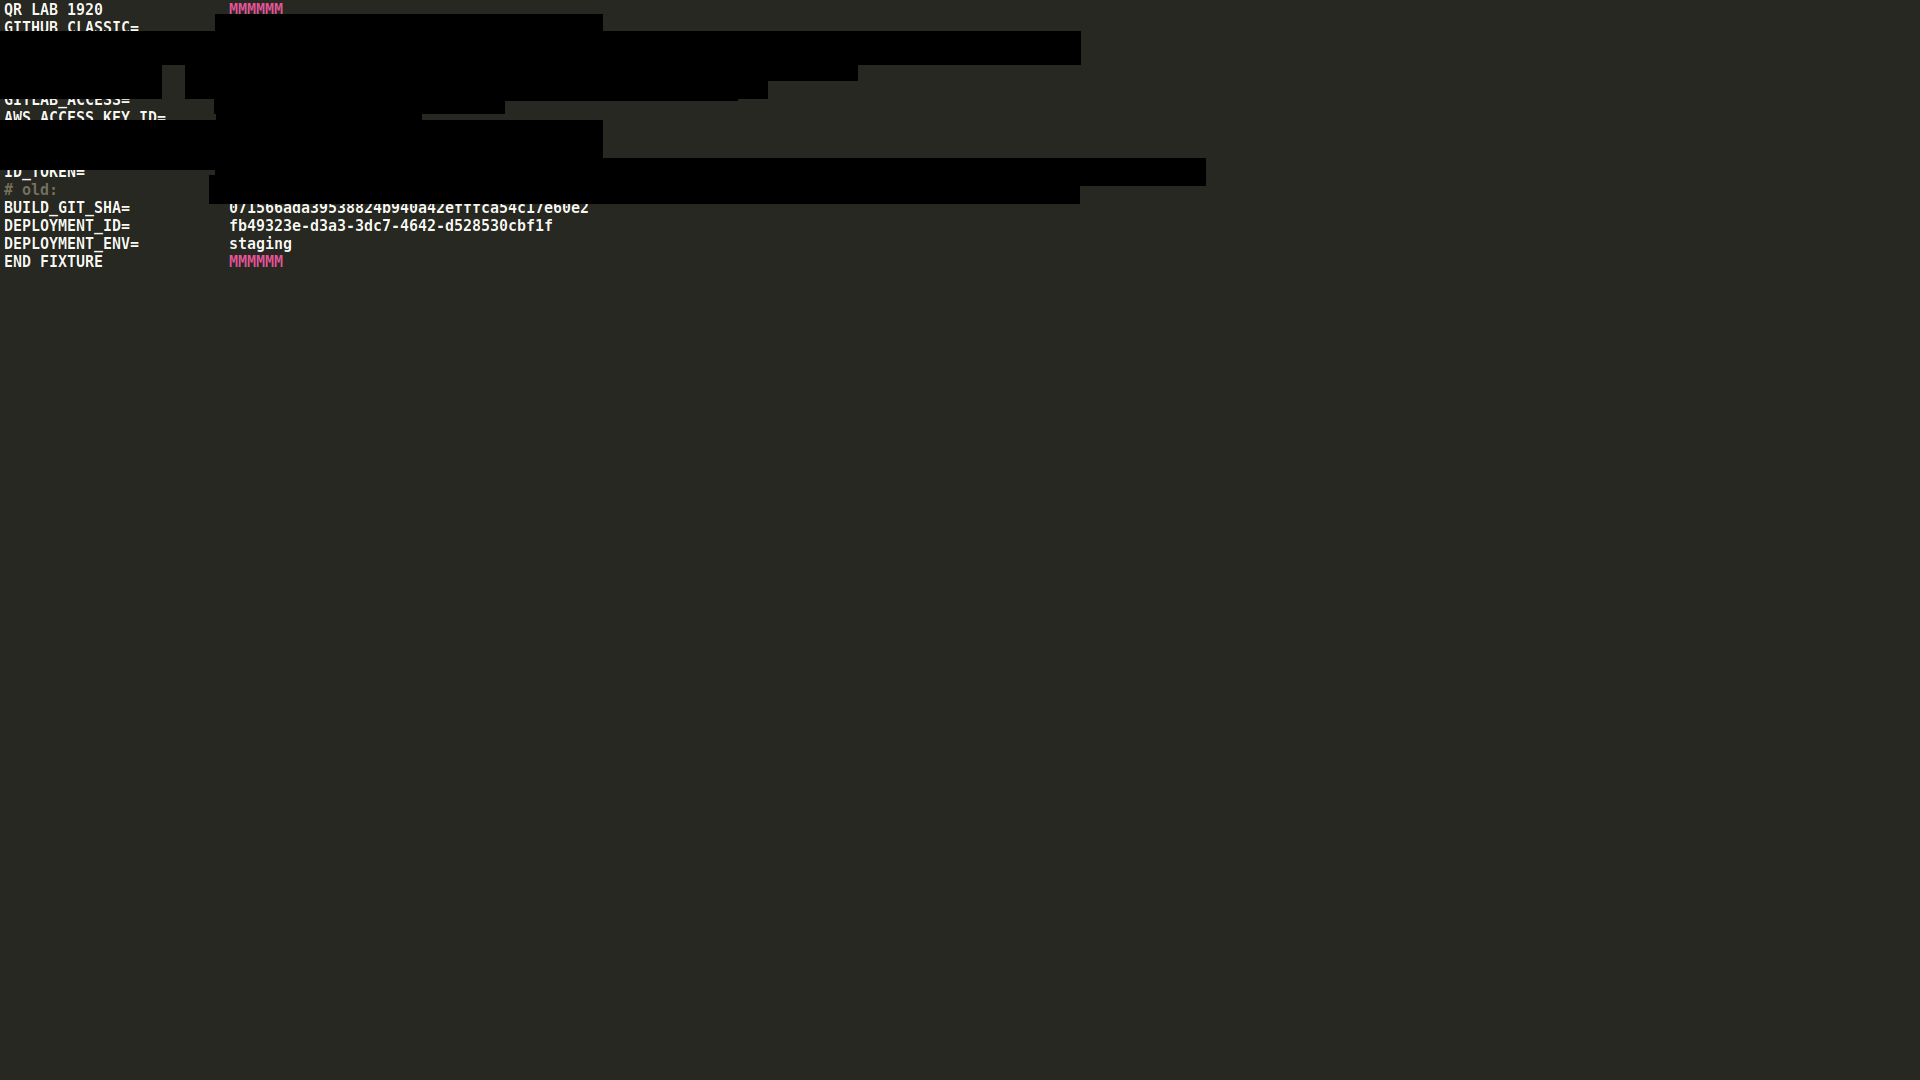 QR LAB 1920 MMMMMM
GITHUB_CLASSIC=
GITLAB_ACCESS=
AWS_ACCESS_KEY_ID=
ID_TOKEN=
# old:
BUILD_GIT_SHA= 071566ada39538824b940a42efffca54c17e60e2
DEPLOYMENT_ID= fb49323e-d3a3-3dc7-4642-d528530cbf1f
DEPLOYMENT_ENV= staging
END FIXTURE MMMMMM